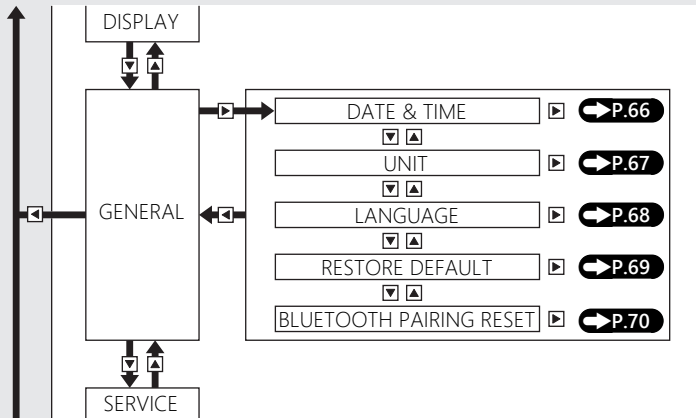 DISPLAY
DATE & TIME P.66
UNIT P.67
GENERAL
LANGUAGE P.68
RESTORE DEFAULT P.69
BLUETOOTH PAIRING RESET P.70
SERVICE